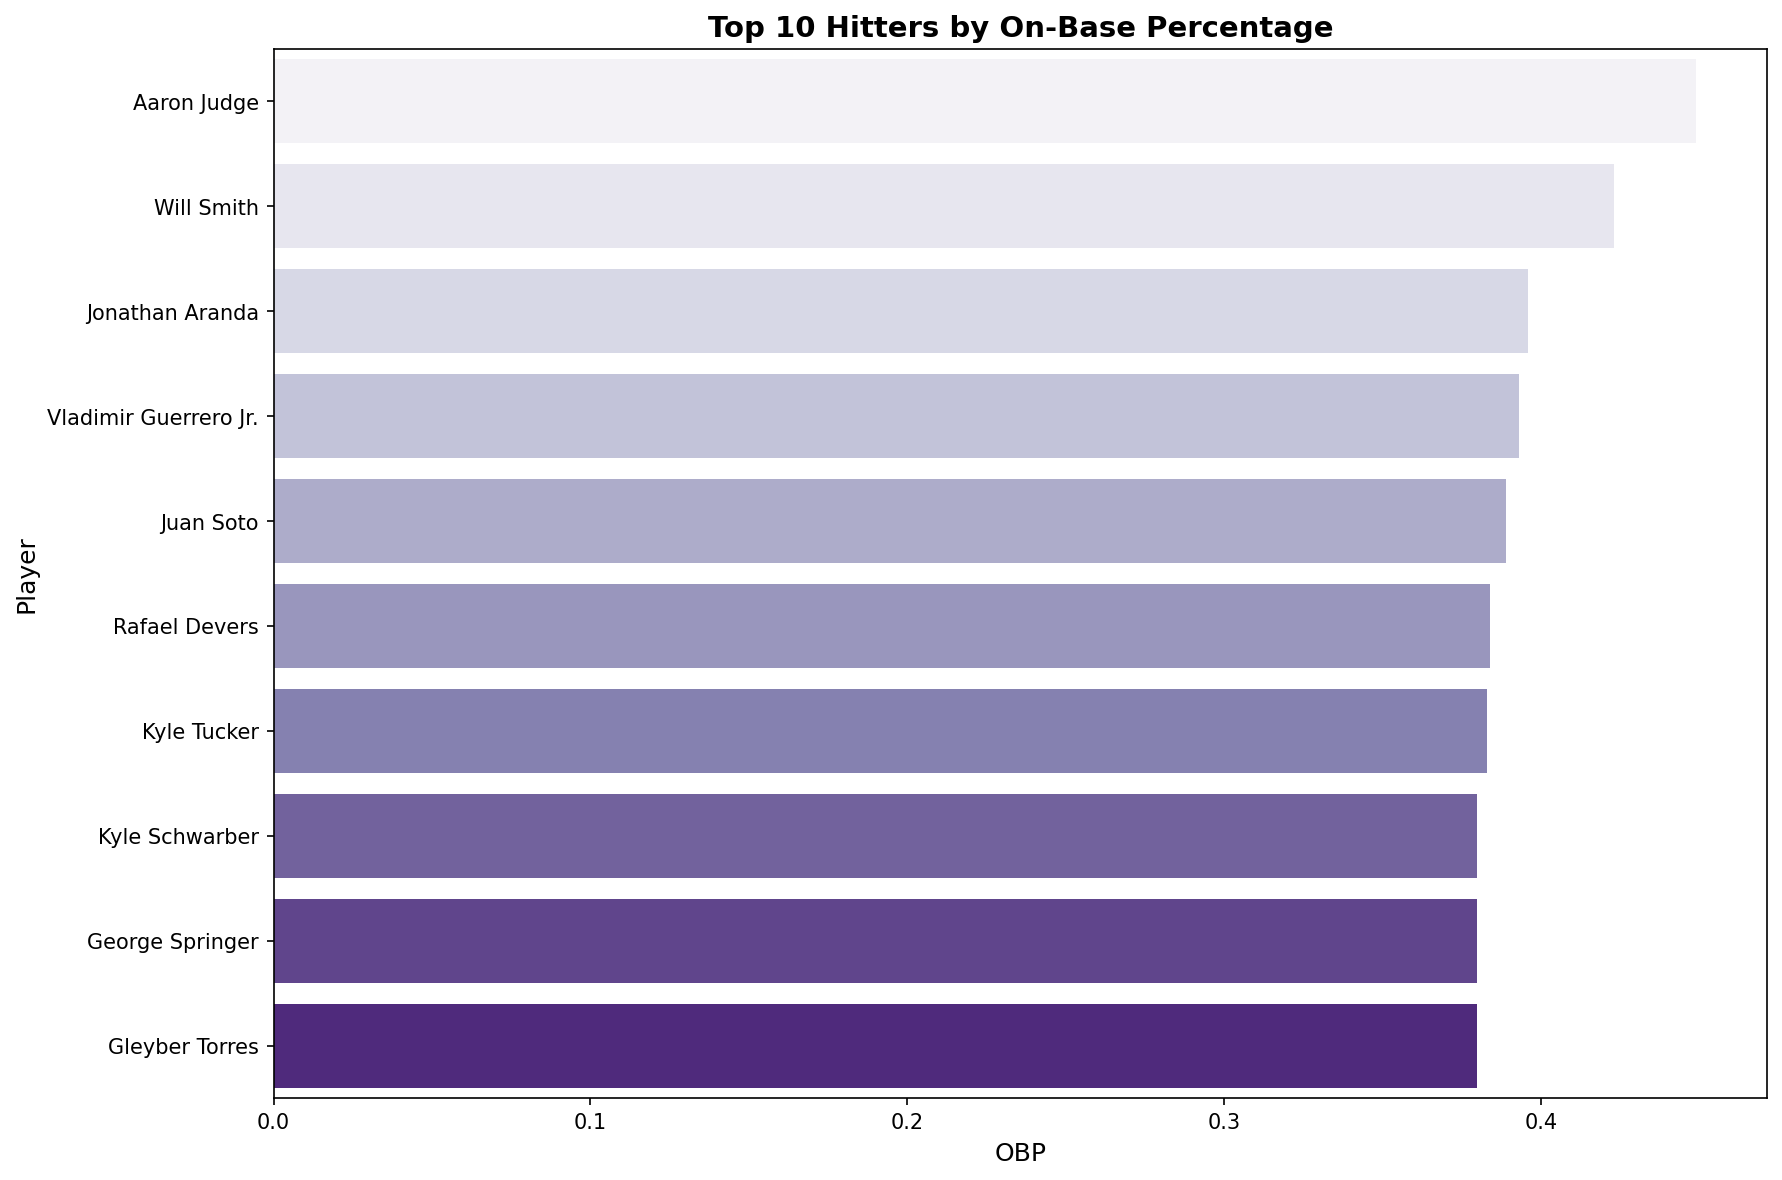 Top 10 Hitters by On-Base Percentage
Player
Aaron Judge
Will Smith
Jonathan Aranda
Vladimir Guerrero Jr.
Juan Soto
Rafael Devers
Kyle Tucker
Kyle Schwarber
George Springer
Gleyber Torres
0.0 0.1 0.2 0.3 0.4
OBP